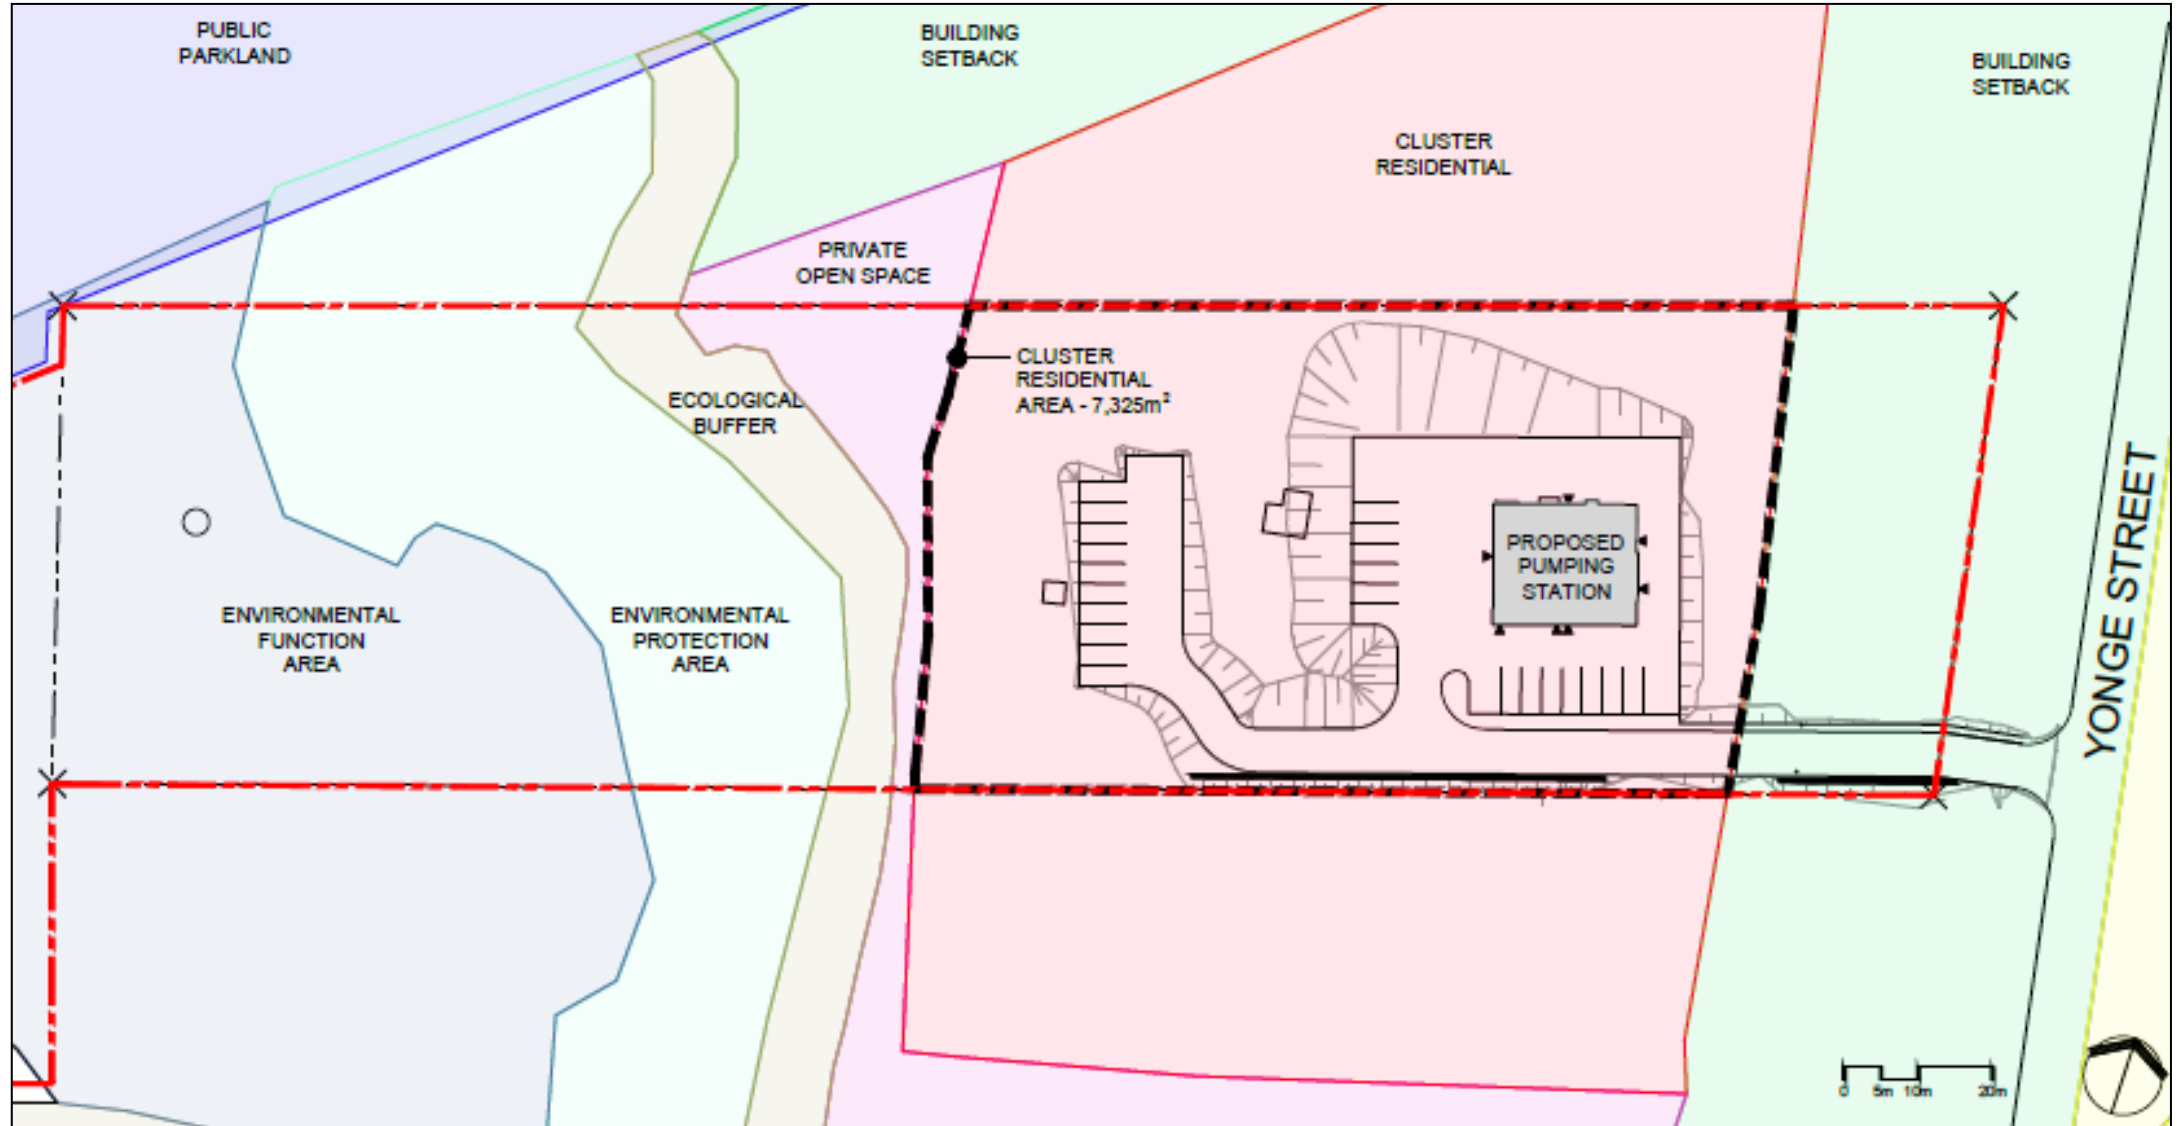 PUBLIC
PARKLAND
BUILDING
SETBACK
BUILDING
SETBACK
CLUSTER
RESIDENTIAL
PRIVATE
OPEN SPACE
CLUSTER
RESIDENTIAL
AREA - 7,325m²
ECOLOGICAL
BUFFER
PROPOSED
PUMPING
STATION
ENVIRONMENTAL
FUNCTION
AREA
ENVIRONMENTAL
PROTECTION
AREA
YONGE STREET
0 5m 10m 20m